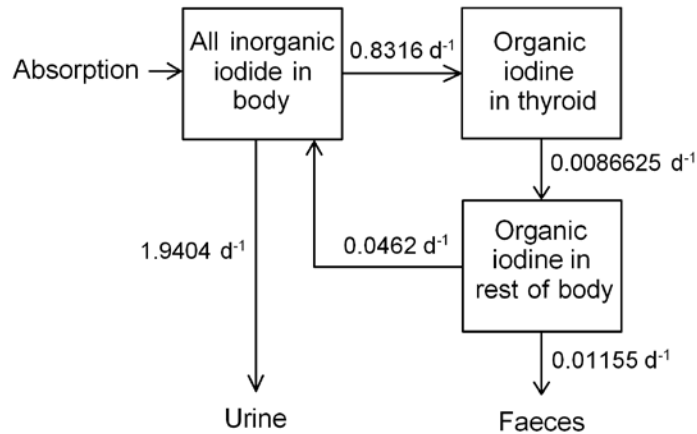 Absorption
All inorganic
iodide in
body
0.8316 d⁻¹
Organic
iodine
in thyroid
0.0086625 d⁻¹
1.9404 d⁻¹
0.0462 d⁻¹
Organic
iodine in
rest of body
0.01155 d⁻¹
Urine
Faeces